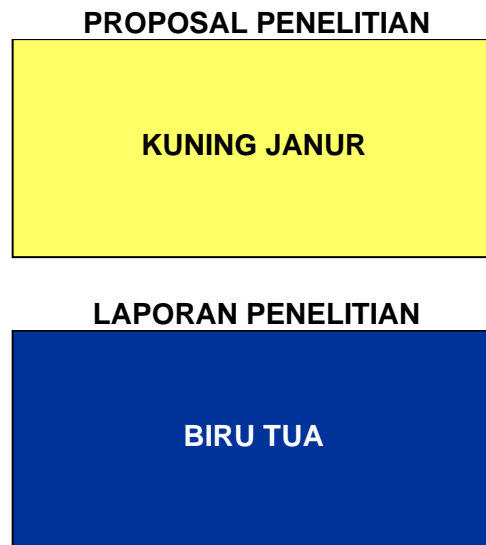 PROPOSAL PENELITIAN
KUNING JANUR
LAPORAN PENELITIAN
BIRU TUA